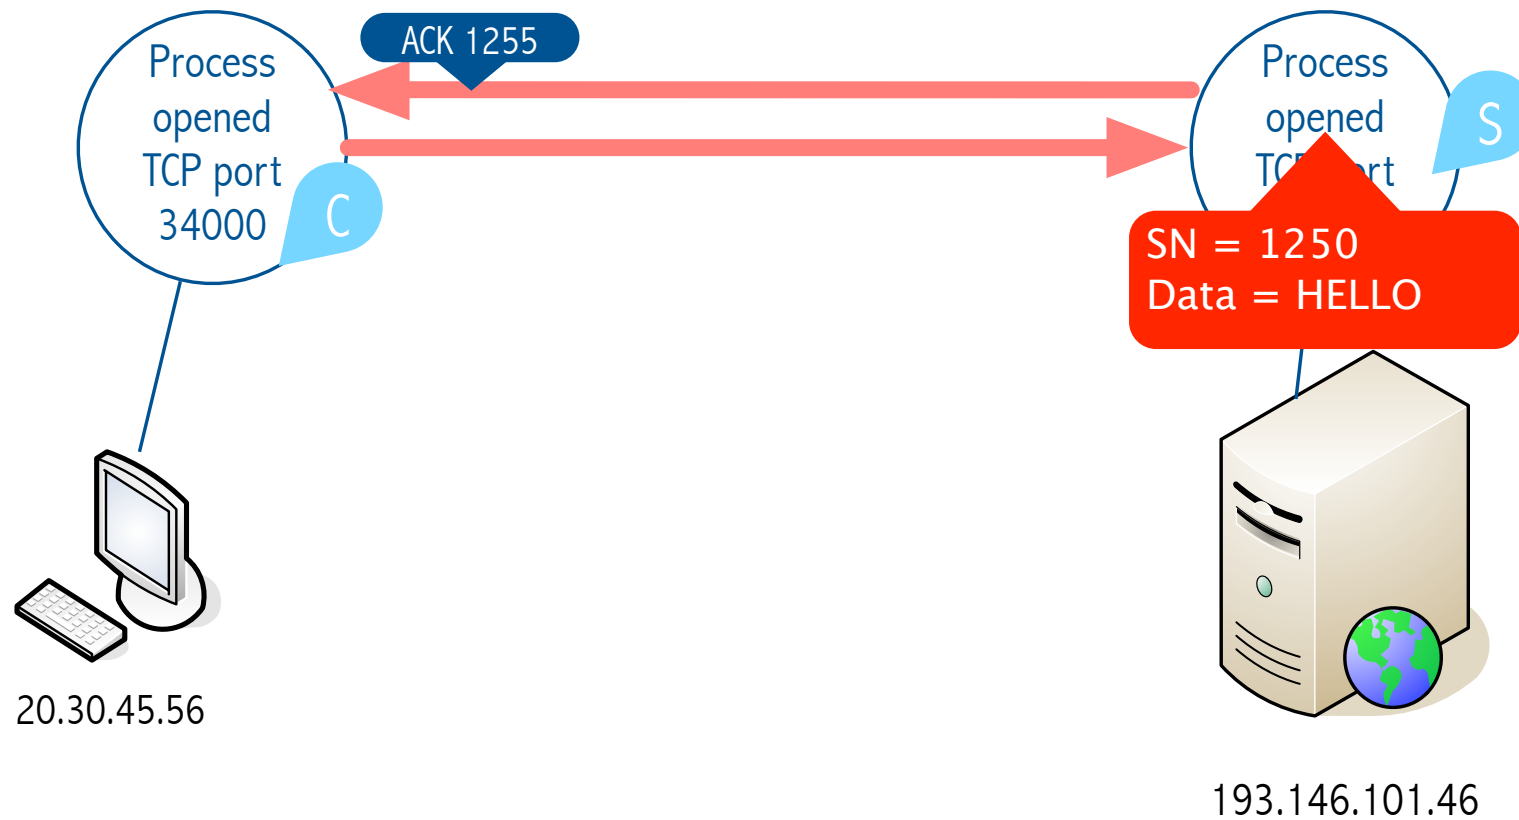 ACK 1255
Process
opened
TCP port
34000
C
Process
opened
S
SN = 1250
Data = HELLO
20.30.45.56
193.146.101.46